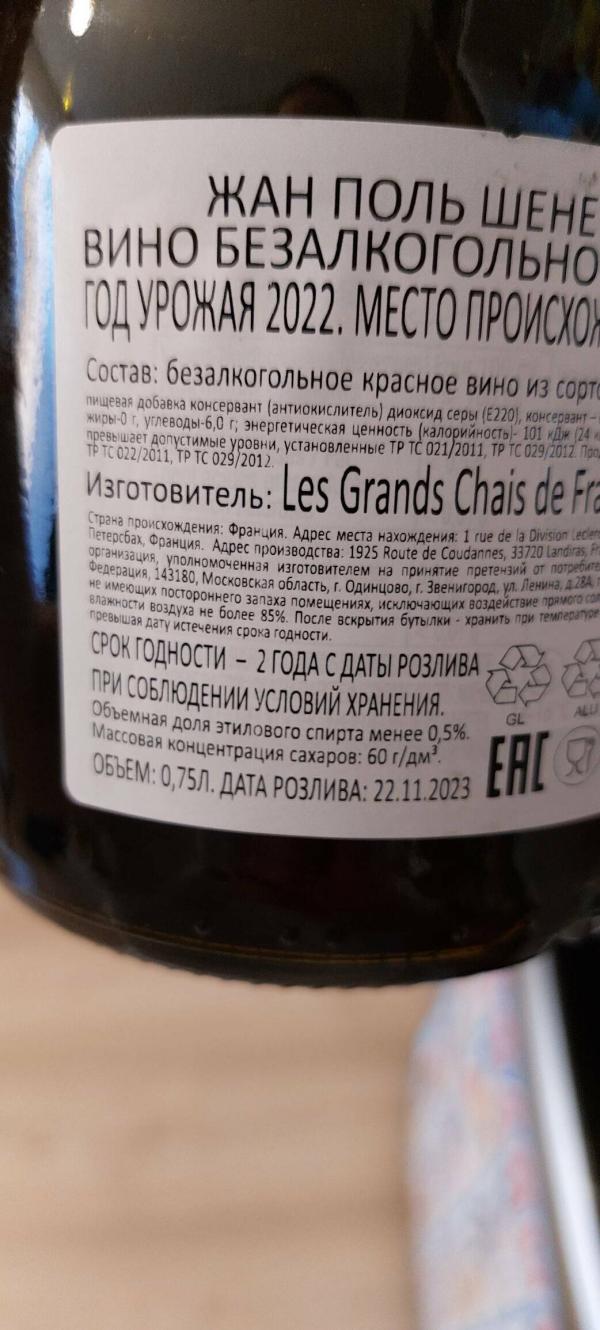 ЖАН ПОЛЬ ШЕНЕ
ВИНО БЕЗАЛКОГОЛЬНО
ГОД УРОЖАЯ 2022. МЕСТО ПРОИСХОЖ
Состав: безалкогольное красное вино из сорто
пищевая добавка консервант (антиокислитель) диоксид серы (Е220), консервант –
жиры-0 г, углеводы-6,0 г; энергетическая ценность (калорийность)- 101 кДж (24
превышает допустимые уровни, установленные ТР ТС 021/2011, ТР ТС 029/2012.
ТР ТС 022/2011, ТР ТС 029/2012.
Изготовитель: Les Grands Chais de Fra
Страна происхождения: Франция. Адрес места нахождения: 1 rue de la Division Lecler
Петерсбах, Франция. Адрес производства: 1925 Route de Coudannes, 33720 Landiras, Fr
организация, уполномоченная изготовителем на принятие претензий от потребите
Федерация, 143180, Московская область, г. Одинцово, г. Звенигород, ул. Ленина, д.28А,
не имеющих постороннего запаха помещениях, исключающих воздействие прямого сол
влажности воздуха не более 85%. После вскрытия бутылки - хранить при температуре
превышая дату истечения срока годности.
СРОК ГОДНОСТИ – 2 ГОДА С ДАТЫ РОЗЛИВА
ПРИ СОБЛЮДЕНИИ УСЛОВИЙ ХРАНЕНИЯ.
GL ALU
Объемная доля этилового спирта менее 0,5%.
Массовая концентрация сахаров: 60 г/дм³.
ОБЪЕМ: 0,75Л. ДАТА РОЗЛИВА: 22.11.2023
EAC